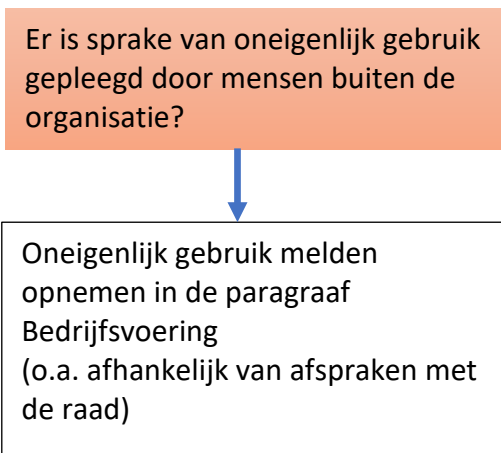 Er is sprake van oneigenlijk gebruik
gepleegd door mensen buiten de
organisatie?
Oneigenlijk gebruik melden
opnemen in de paragraaf
Bedrijfsvoering
(o.a. afhankelijk van afspraken met
de raad)